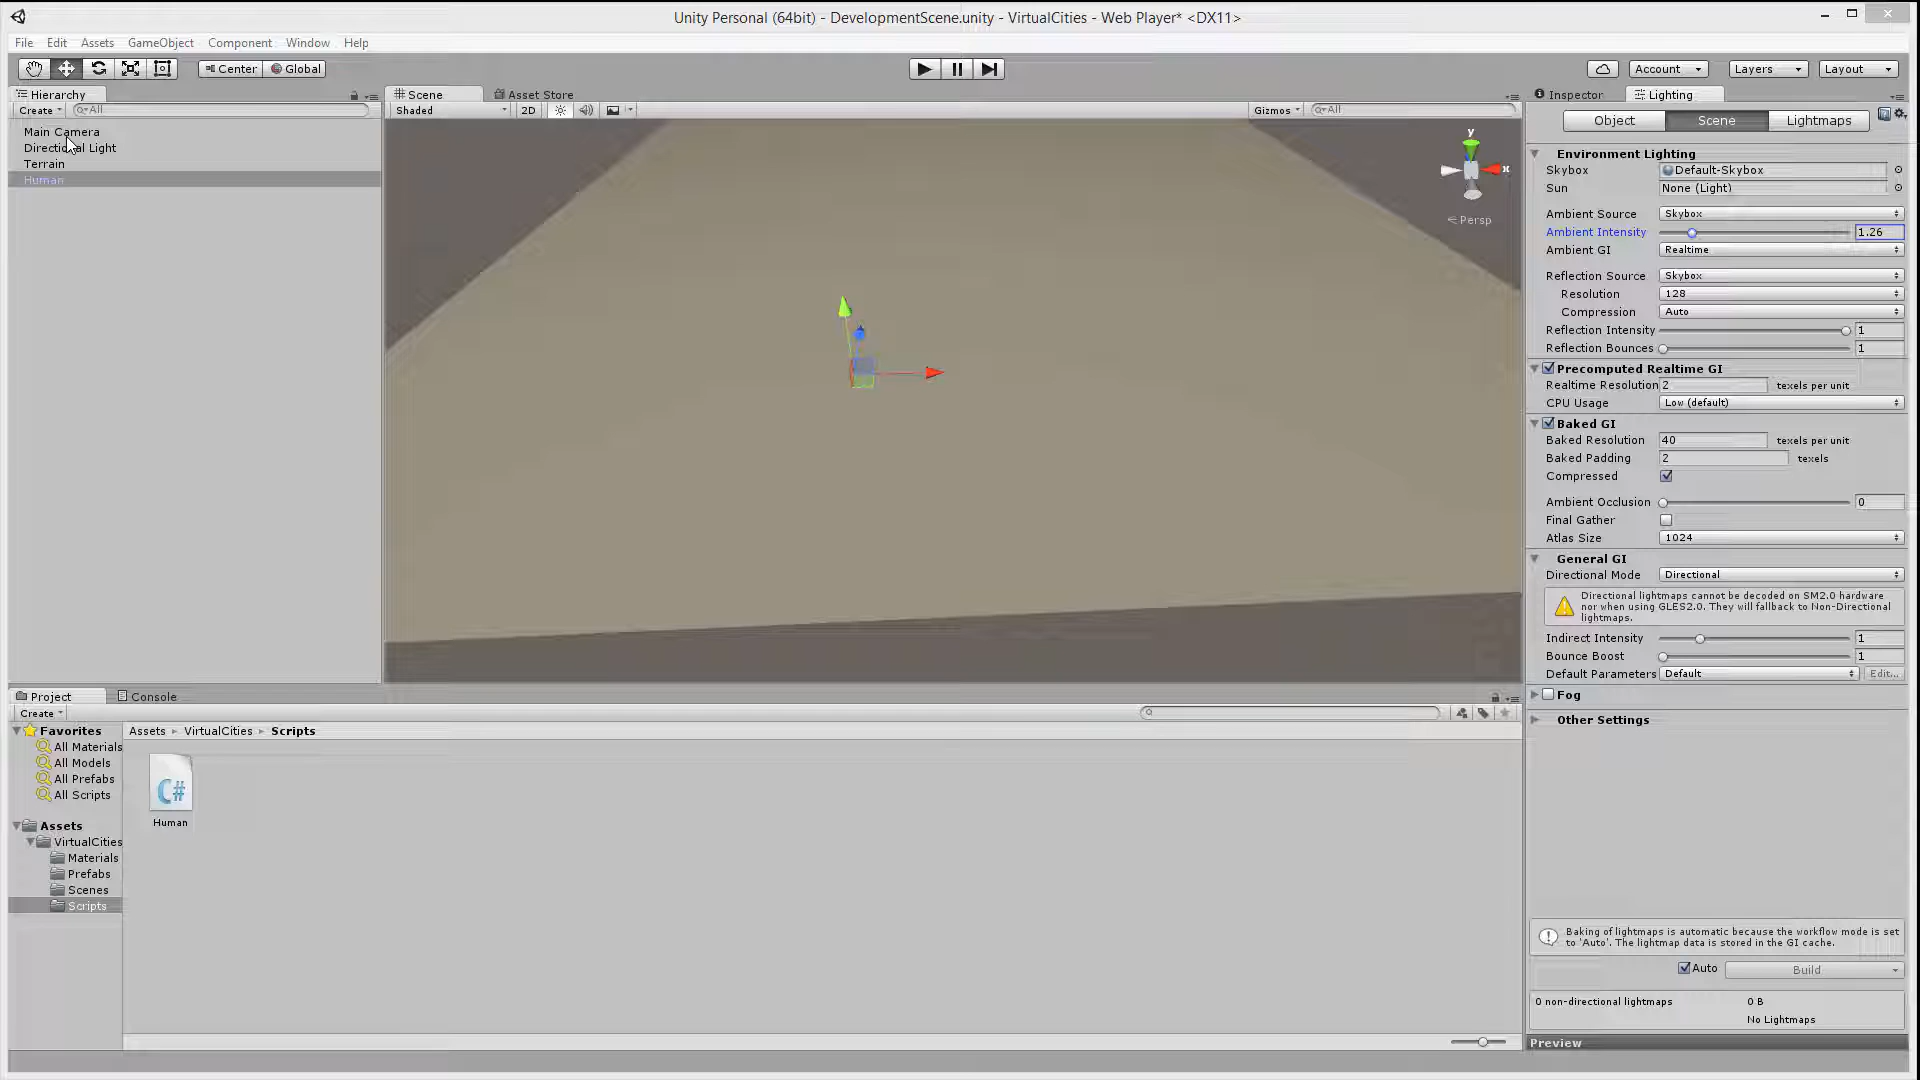 Unity Personal (64bit) - DevelopmentScene.unity - VirtualCities - Web Player* <DX11>
File Edit Assets GameObject Component Window Help
Center Global Account Layers Layout
Hierarchy
Create All
Main Camera
Directional Light
Terrain
Human
Scene Asset Store
Shaded 2D Gizmos All
y
x
Persp
Inspector Lighting
Object Scene Lightmaps
Environment Lighting
Skybox Default-Skybox
Sun None (Light)
Ambient Source Skybox
Ambient Intensity 1.26
Ambient GI Realtime
Reflection Source Skybox
Resolution 128
Compression Auto
Reflection Intensity 1
Reflection Bounces 1
Precomputed Realtime GI
Realtime Resolution 2 texels per unit
CPU Usage Low (default)
Baked GI
Baked Resolution 40 texels per unit
Baked Padding 2 texels
Compressed
Ambient Occlusion 0
Final Gather
Atlas Size 1024
General GI
Directional Mode Directional
Directional lightmaps cannot be decoded on SM2.0 hardware
nor when using GLES2.0. They will fallback to Non-Directional
lightmaps.
Indirect Intensity 1
Bounce Boost 1
Default Parameters Default Edit...
Fog
Other Settings
Baking of lightmaps is automatic because the workflow mode is set
to 'Auto'. The lightmap data is stored in the GI cache.
Auto Build
0 non-directional lightmaps 0 B
No Lightmaps
Preview
Project Console
Create
Favorites
All Materials
All Models
All Prefabs
All Scripts
Assets
VirtualCities
Materials
Prefabs
Scenes
Scripts
Assets VirtualCities Scripts
C#
Human